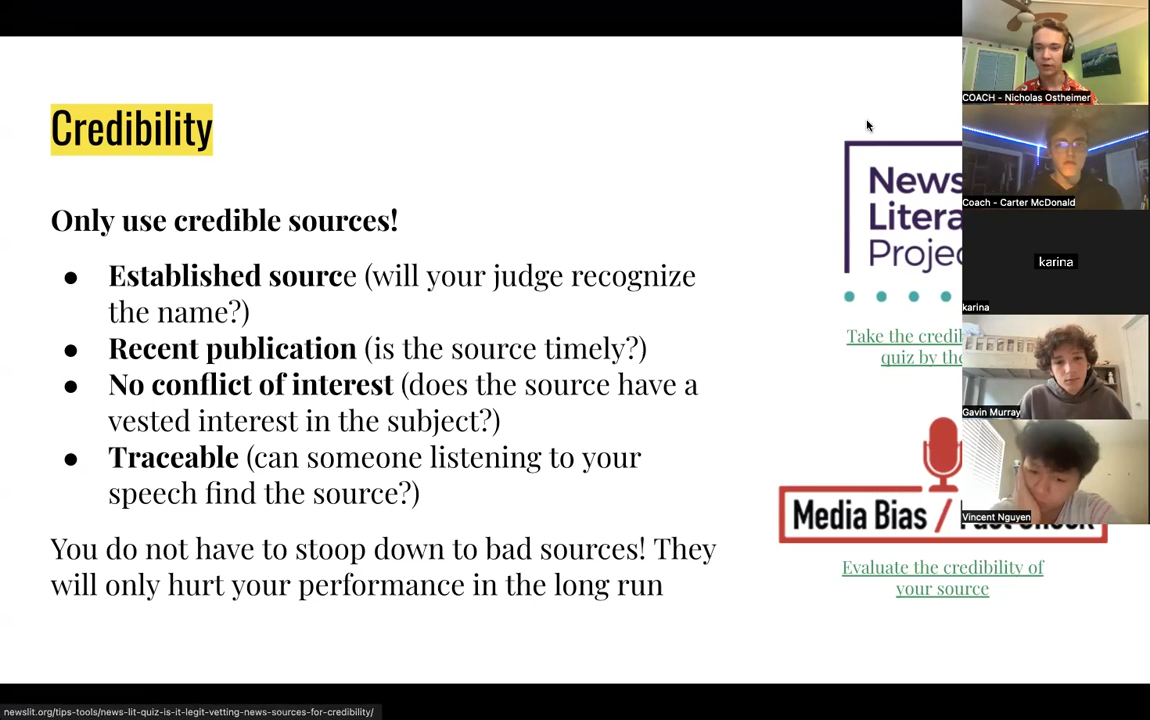 Credibility
Only use credible sources!
● Established source (will your judge recognize
the name?)
● Recent publication (is the source timely?)
● No conflict of interest (does the source have a
vested interest in the subject?)
● Traceable (can someone listening to your
speech find the source?)
You do not have to stoop down to bad sources! They
will only hurt your performance in the long run
News
Litera
Projec
Take the credi
quiz by the
Media Bias /
Evaluate the credibility of
your source
COACH - Nicholas Ostheimer
Coach - Carter McDonald
karina
karina
Gavin Murray
Vincent Nguyen
newslit.org/tips-tools/news-lit-quiz-is-it-legit-vetting-news-sources-for-credibility/